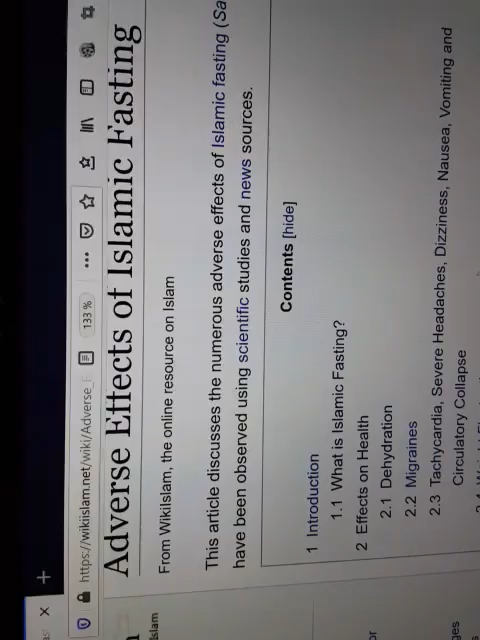 https://wikiislam.net/wiki/Adverse_
133 %
Adverse Effects of Islamic Fasting
From WikiIslam, the online resource on Islam
This article discusses the numerous adverse effects of Islamic fasting (Sa
have been observed using scientific studies and news sources.
Contents [hide]
1 Introduction
1.1 What is Islamic Fasting?
2 Effects on Health
2.1 Dehydration
2.2 Migraines
2.3 Tachycardia, Severe Headaches, Dizziness, Nausea, Vomiting and
Circulatory Collapse